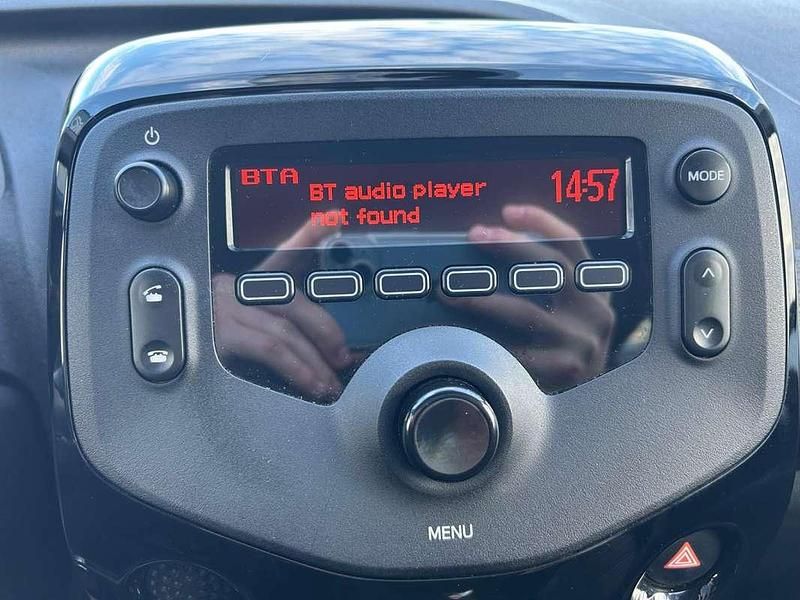 BTA
BT audio player
not found
14:57
MODE
MENU